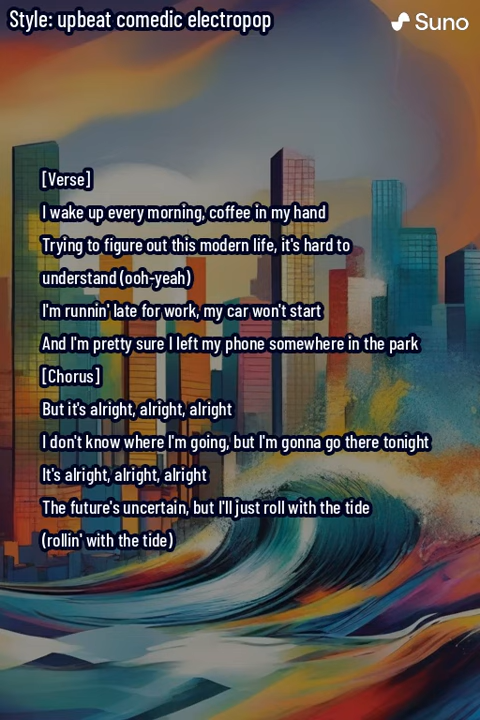 Style: upbeat comedic electropop
Suno
[Verse]
I wake up every morning, coffee in my hand
Trying to figure out this modern life, it's hard to
understand (ooh-yeah)
I'm runnin' late for work, my car won't start
And I'm pretty sure I left my phone somewhere in the park
[Chorus]
But it's alright, alright, alright
I don't know where I'm going, but I'm gonna go there tonight
It's alright, alright, alright
The future's uncertain, but I'll just roll with the tide
(rollin' with the tide)